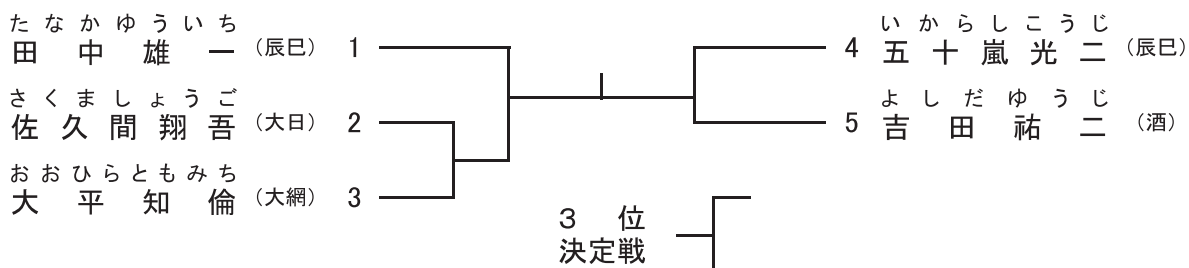 たなかゆういち
田中雄一（辰巳） 1
さくましょうご
佐久間翔吾（大日） 2
おおひらともみち
大平知倫（大網） 3
いからしこうじ
4 五十嵐光二（辰巳）
よしだゆうじ
5 吉田祐二（酒）
3位
決定戦